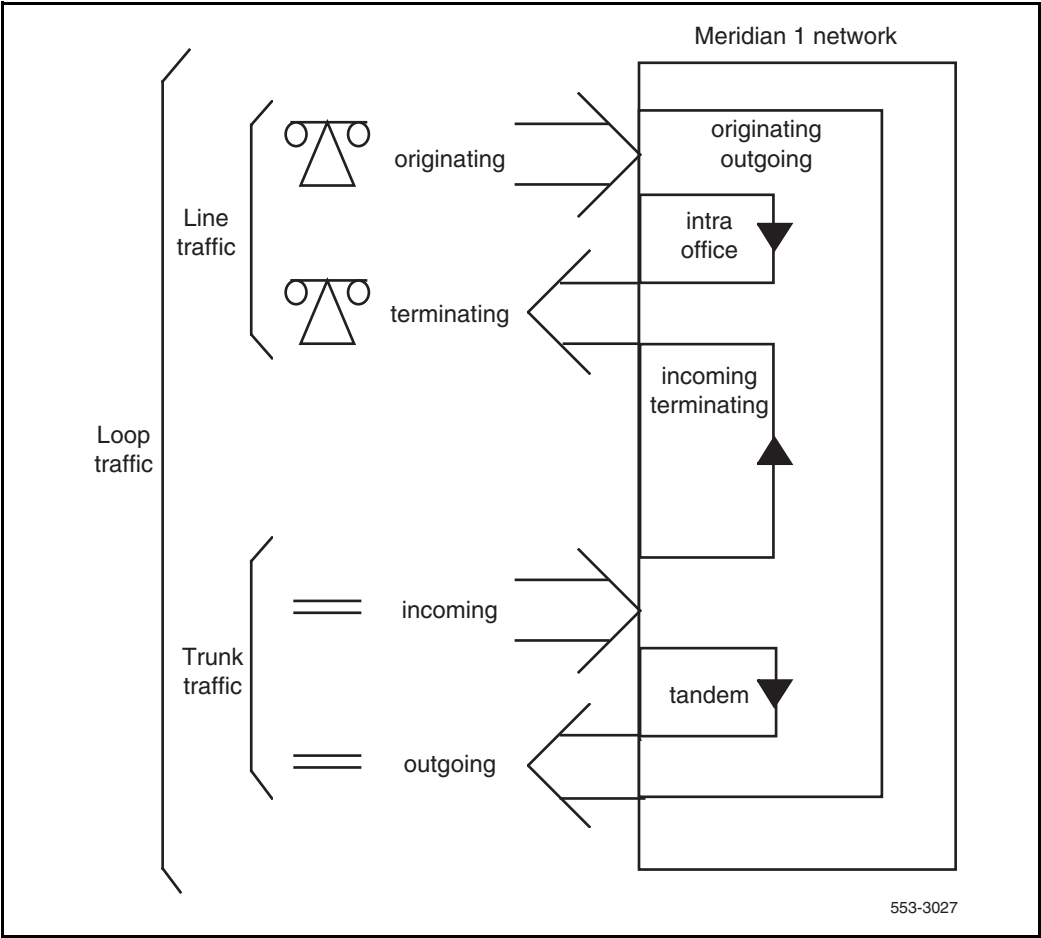 Meridian 1 network
originating
originating
outgoing
Line
traffic
intra
office
terminating
incoming
terminating
Loop
traffic
incoming
Trunk
traffic
tandem
outgoing
553-3027